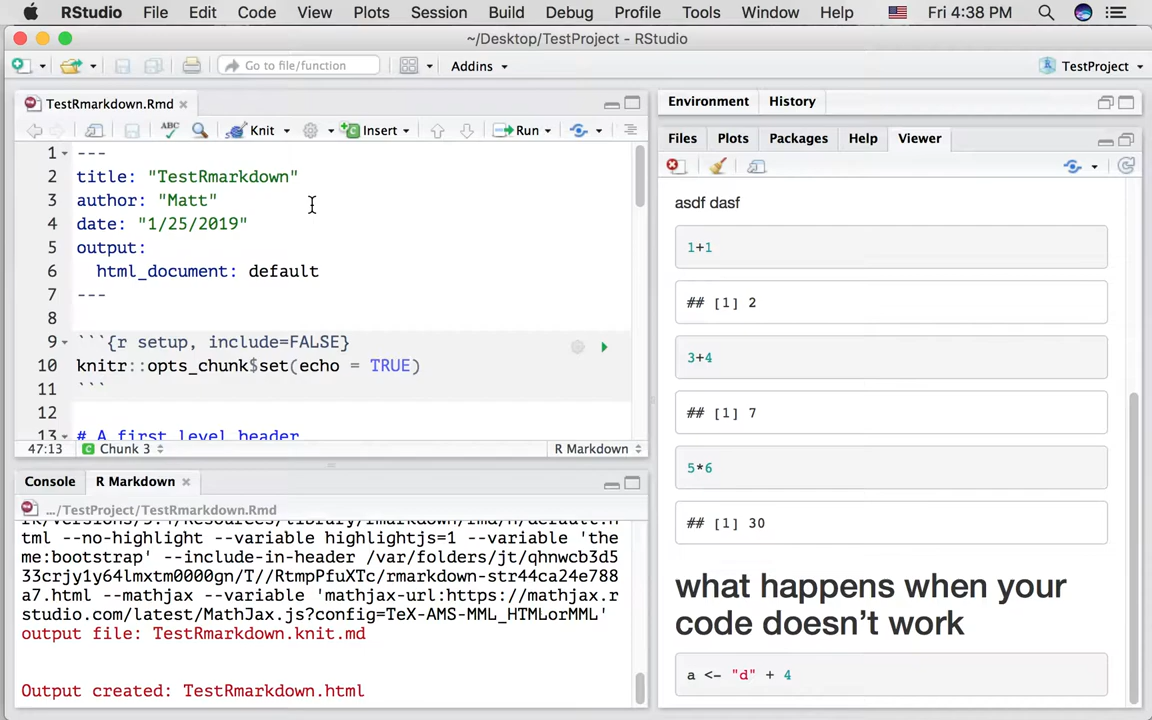 RStudio File Edit Code View Plots Session Build Debug Profile Tools Window Help Fri 4:38 PM
~/Desktop/TestProject - RStudio
Go to file/function Addins TestProject
TestRmarkdown.Rmd
ABC Knit Insert Run
1 ---
2 title: "TestRmarkdown"
3 author: "Matt"
4 date: "1/25/2019"
5 output:
6 html_document: default
7 ---
8
9 ```{r setup, include=FALSE}
10 knitr::opts_chunk$set(echo = TRUE)
11 ```
12
13 # A first level header
47:13 Chunk 3 R Markdown
Console R Markdown
.../TestProject/TestRmarkdown.Rmd
tml --no-highlight --variable highlightjs=1 --variable 'the
me:bootstrap' --include-in-header /var/folders/jt/qhnwcb3d5
33crjy1y64lmxtm0000gn/T//RtmpPfuXTc/rmarkdown-str44ca24e788
a7.html --mathjax --variable 'mathjax-url:https://mathjax.r
studio.com/latest/MathJax.js?config=TeX-AMS-MML_HTMLorMML'
output file: TestRmarkdown.knit.md
Output created: TestRmarkdown.html
Environment History
Files Plots Packages Help Viewer
asdf dasf
1+1
## [1] 2
3+4
## [1] 7
5*6
## [1] 30
what happens when your
code doesn't work
a <- "d" + 4